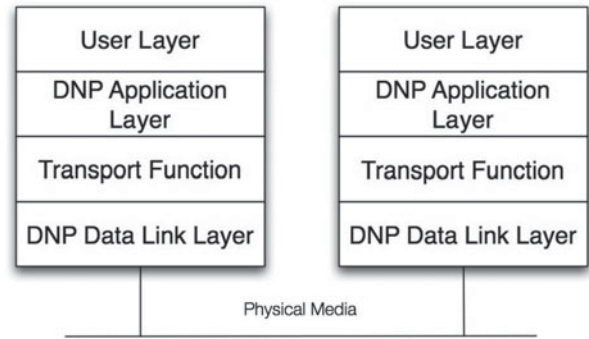 User Layer
DNP Application
Layer
Transport Function
DNP Data Link Layer
User Layer
DNP Application
Layer
Transport Function
DNP Data Link Layer
Physical Media